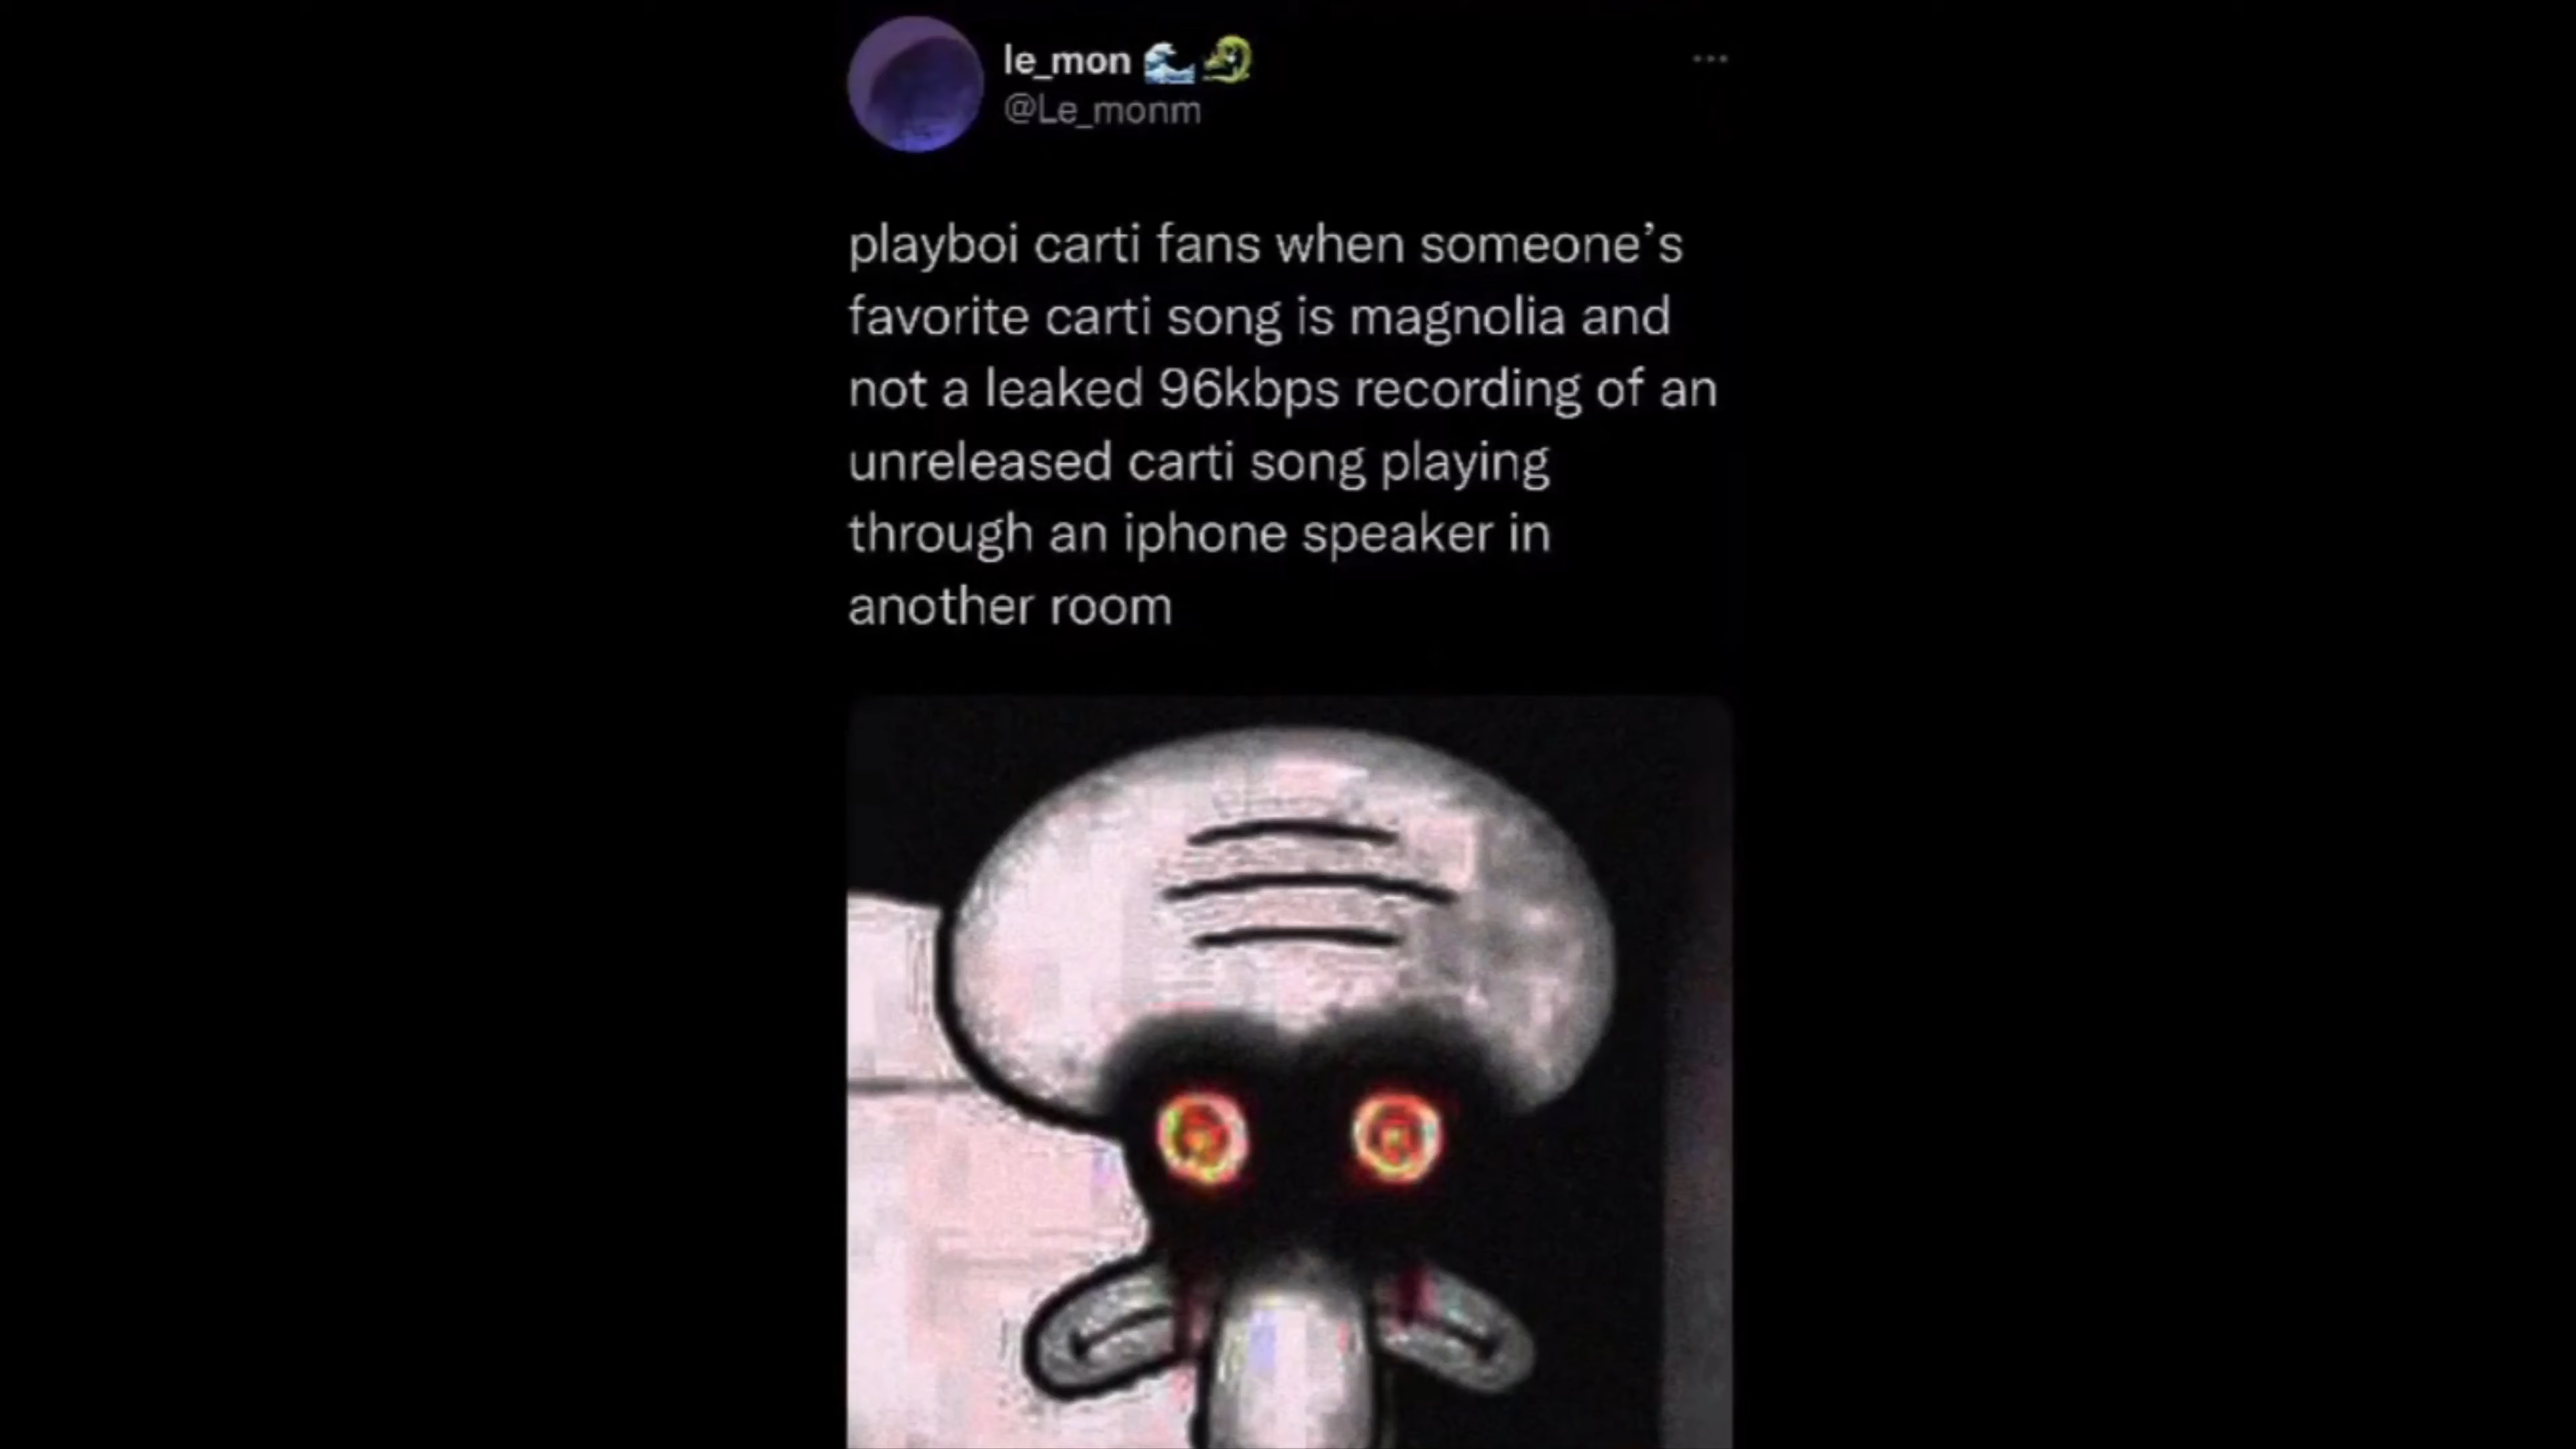 le_mon 🌊🐲
@Le_monm
playboi carti fans when someone’s
favorite carti song is magnolia and
not a leaked 96kbps recording of an
unreleased carti song playing
through an iphone speaker in
another room